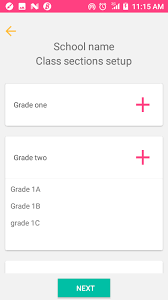 11:15 AM
School name
Class sections setup
Grade one
Grade two
Grade 1A
Grade 1B
grade 1C
NEXT